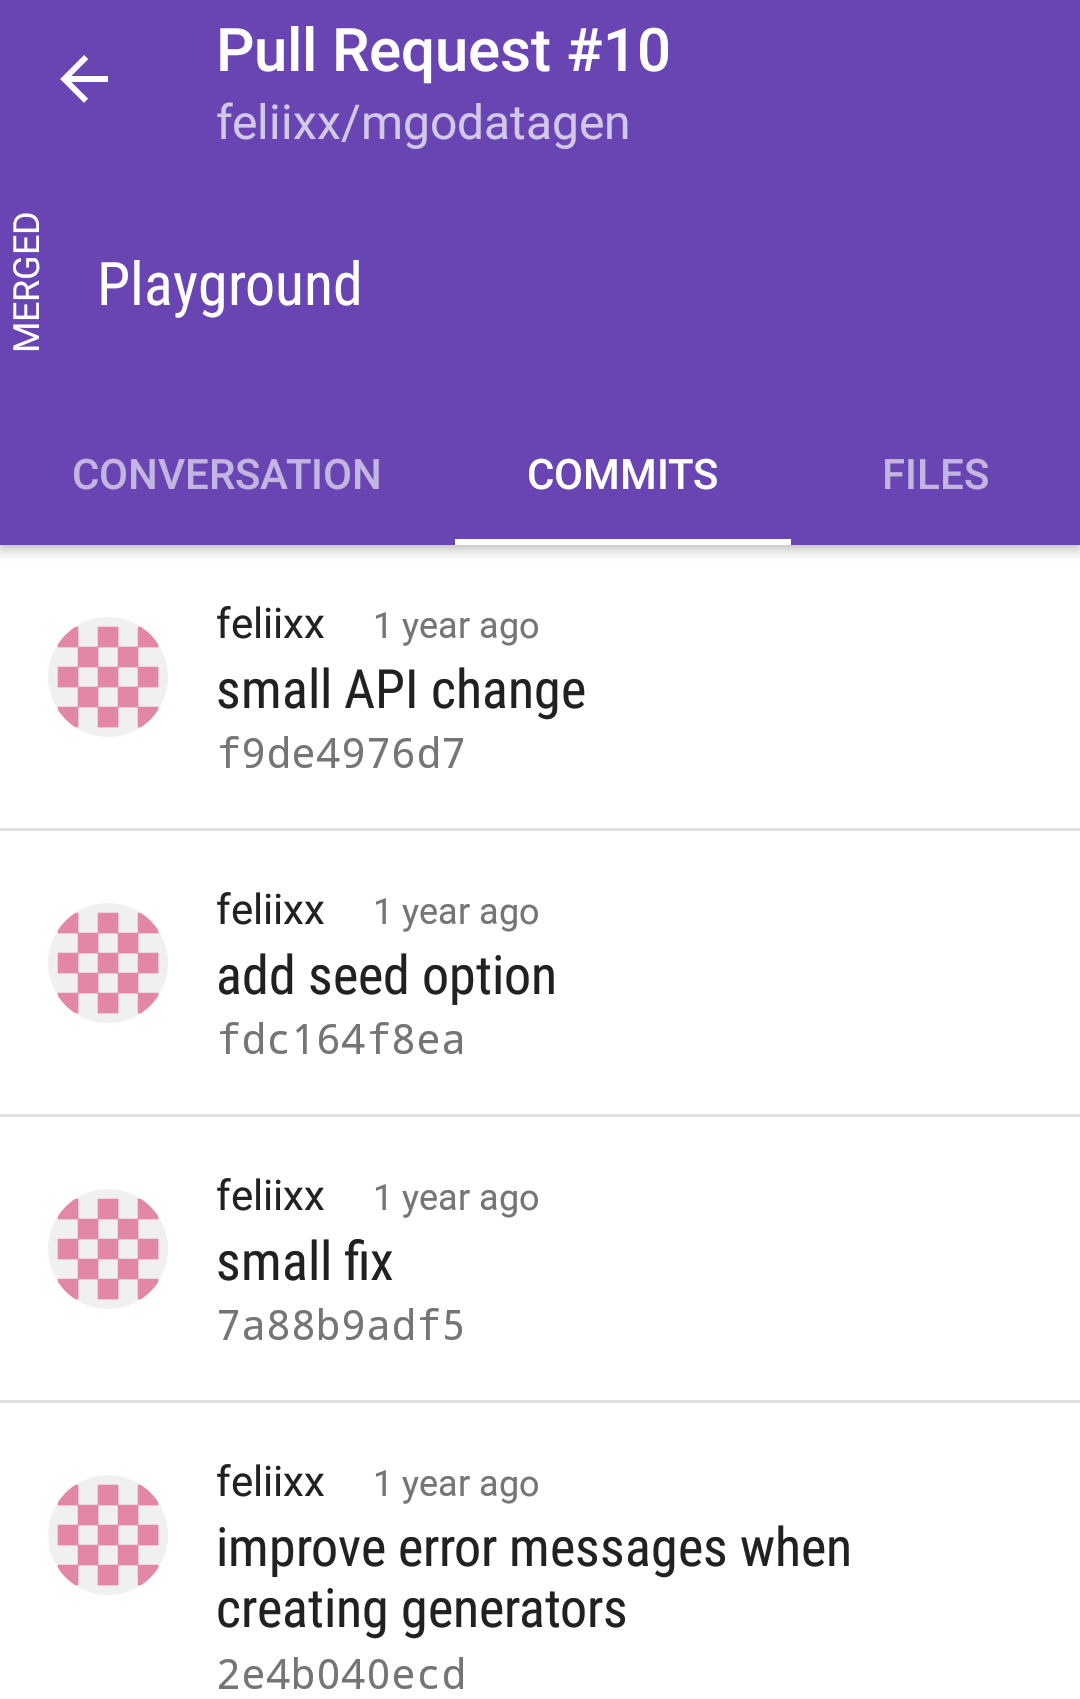 Pull Request #10
feliixx/mgodatagen
MERGED
Playground
CONVERSATION COMMITS FILES
feliixx 1 year ago
small API change
f9de4976d7
feliixx 1 year ago
add seed option
fdc164f8ea
feliixx 1 year ago
small fix
7a88b9adf5
feliixx 1 year ago
improve error messages when
creating generators
2e4b040ecd